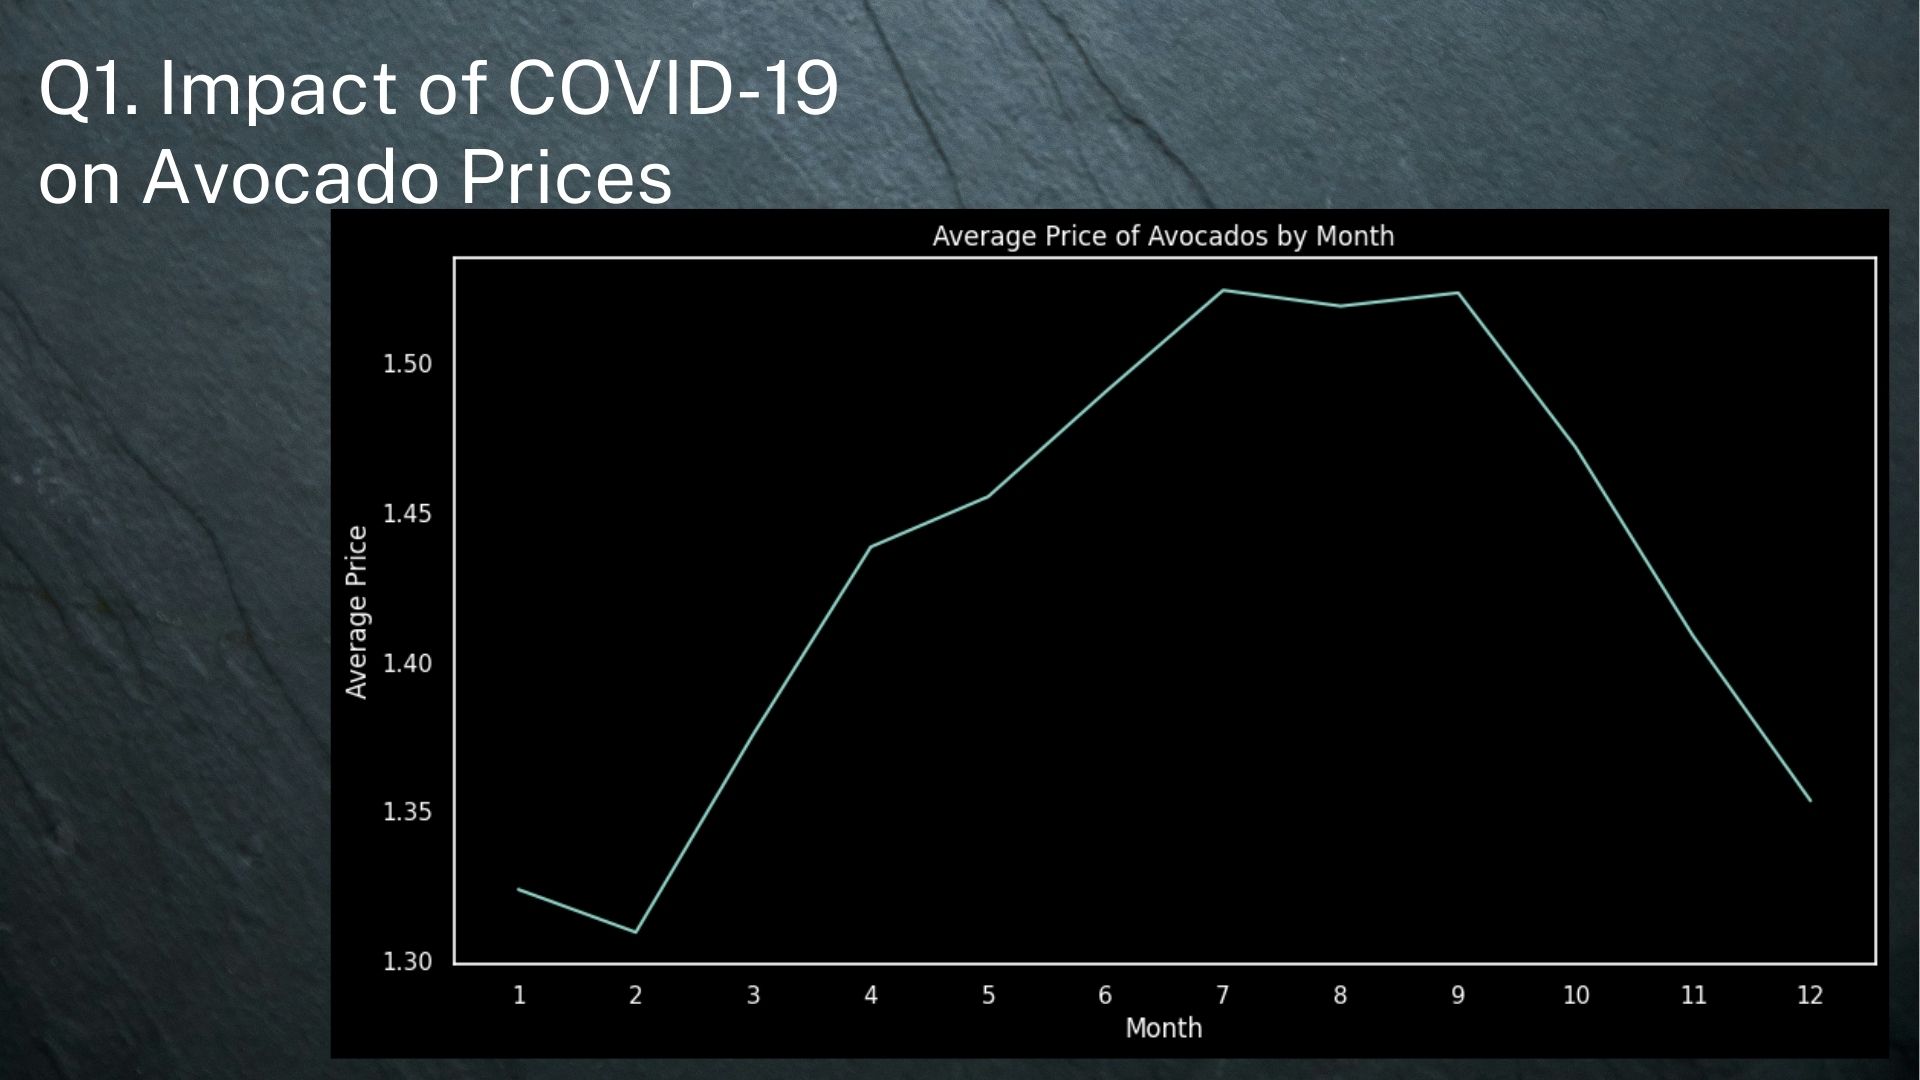 Q1. Impact of COVID-19
on Avocado Prices
Average Price of Avocados by Month
Average Price
1.50
1.45
1.40
1.35
1.30
1 2 3 4 5 6 7 8 9 10 11 12
Month